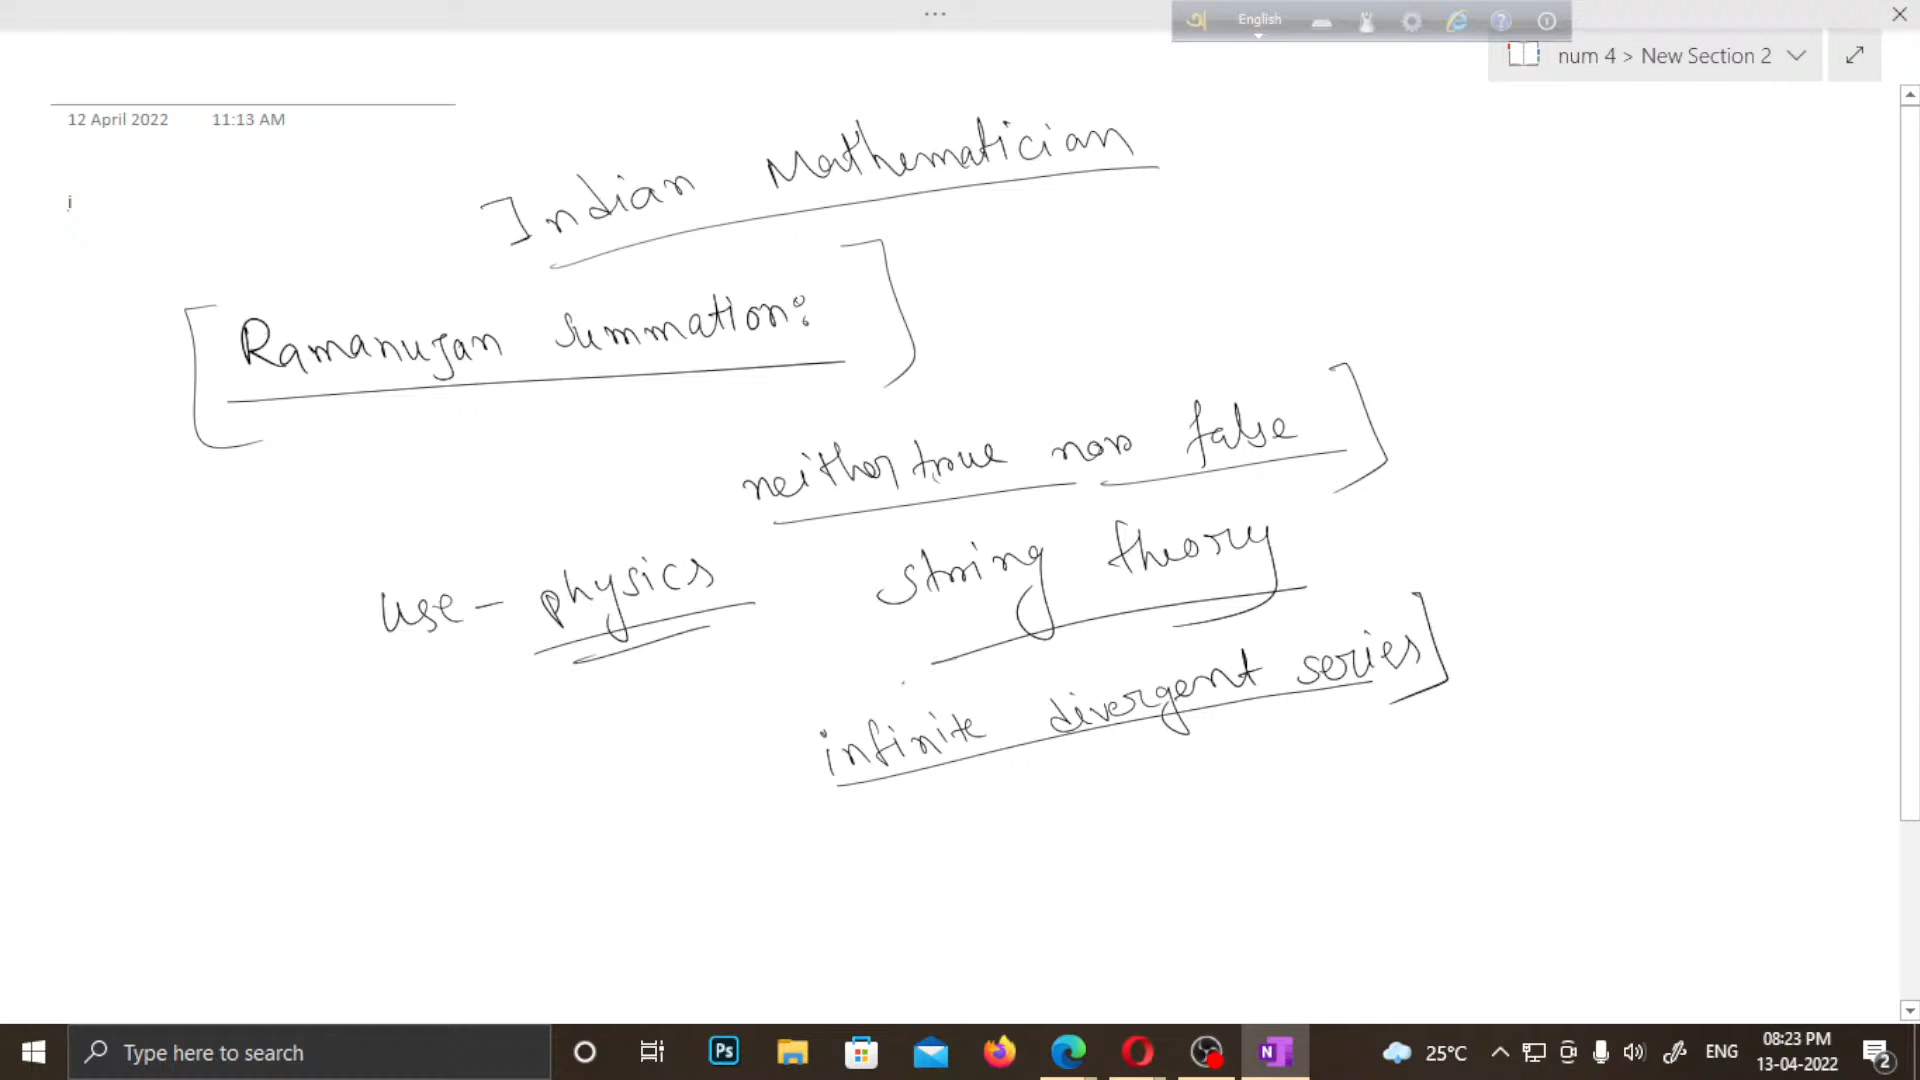 English
num 4 > New Section 2
12 April 2022 11:13 AM
i
Indian Mathematician
Ramanujan Summation:
neither true nor false
use - physics string theory
infinite divergent series
Type here to search
Ps
N
25°C
ENG
08:23 PM
13-04-2022
2